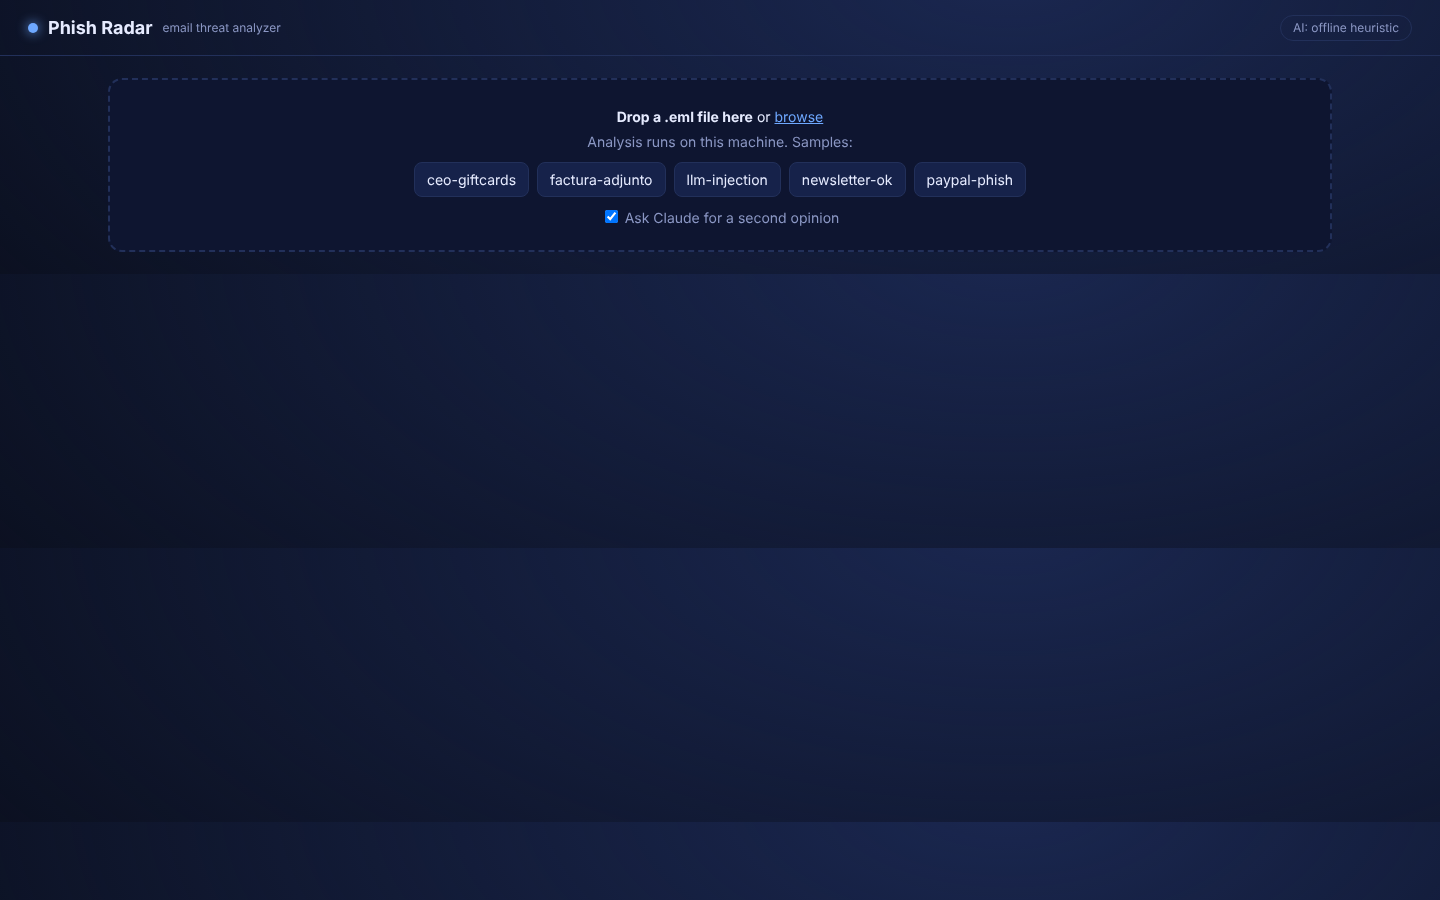 Phish Radar email threat analyzer AI: offline heuristic
Drop a .eml file here or browse
Analysis runs on this machine. Samples:
ceo-giftcards factura-adjunto llm-injection newsletter-ok paypal-phish
Ask Claude for a second opinion